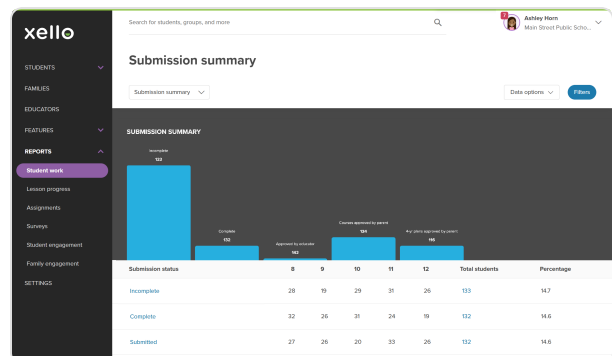 xello
Search for students, groups, and more
Ashley Horn
Main Street Public Scho...
STUDENTS
FAMILIES
EDUCATORS
FEATURES
REPORTS
Student work
Lesson progress
Assignments
Surveys
Student engagement
Family engagement
SETTINGS
Submission summary
Submission summary
Data options
Filters
SUBMISSION SUMMARY
Incomplete
133
Complete
132
Approved by educator
143
Courses approved by parent
134
4-yr plans approved by parent
116
Submission status 8 9 10 11 12 Total students Percentage
Incomplete 28 19 29 31 26 133 14.7
Complete 32 26 31 24 19 132 14.6
Submitted 27 26 20 33 26 132 14.6